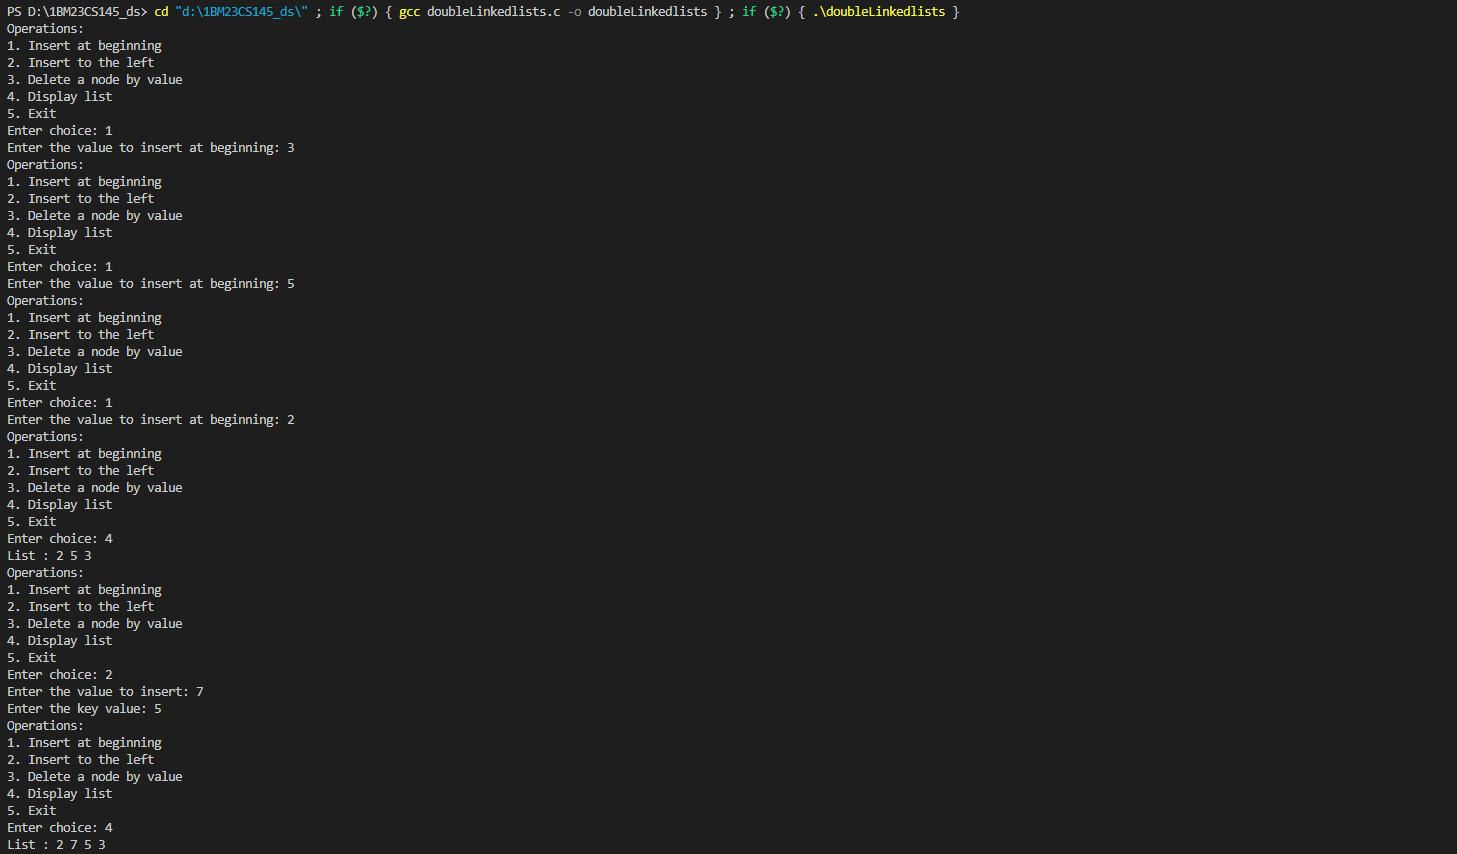 PS D:\1BM23CS145_ds> cd "d:\1BM23CS145_ds\" ; if ($?) { gcc doubleLinkedlists.c -o doubleLinkedlists } ; if ($?) { .\doubleLinkedlists }
Operations:
1. Insert at beginning
2. Insert to the left
3. Delete a node by value
4. Display list
5. Exit
Enter choice: 1
Enter the value to insert at beginning: 3
Operations:
1. Insert at beginning
2. Insert to the left
3. Delete a node by value
4. Display list
5. Exit
Enter choice: 1
Enter the value to insert at beginning: 5
Operations:
1. Insert at beginning
2. Insert to the left
3. Delete a node by value
4. Display list
5. Exit
Enter choice: 1
Enter the value to insert at beginning: 2
Operations:
1. Insert at beginning
2. Insert to the left
3. Delete a node by value
4. Display list
5. Exit
Enter choice: 4
List : 2 5 3
Operations:
1. Insert at beginning
2. Insert to the left
3. Delete a node by value
4. Display list
5. Exit
Enter choice: 2
Enter the value to insert: 7
Enter the key value: 5
Operations:
1. Insert at beginning
2. Insert to the left
3. Delete a node by value
4. Display list
5. Exit
Enter choice: 4
List : 2 7 5 3